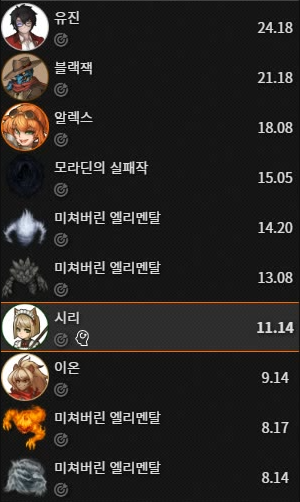 유진
24.18
블랙잭
21.18
알렉스
18.08
모라딘의 실패작
15.05
미쳐버린 엘리멘탈
14.20
미쳐버린 엘리멘탈
13.08
시리
11.14
이온
9.14
미쳐버린 엘리멘탈
8.17
미쳐버린 엘리멘탈
8.14